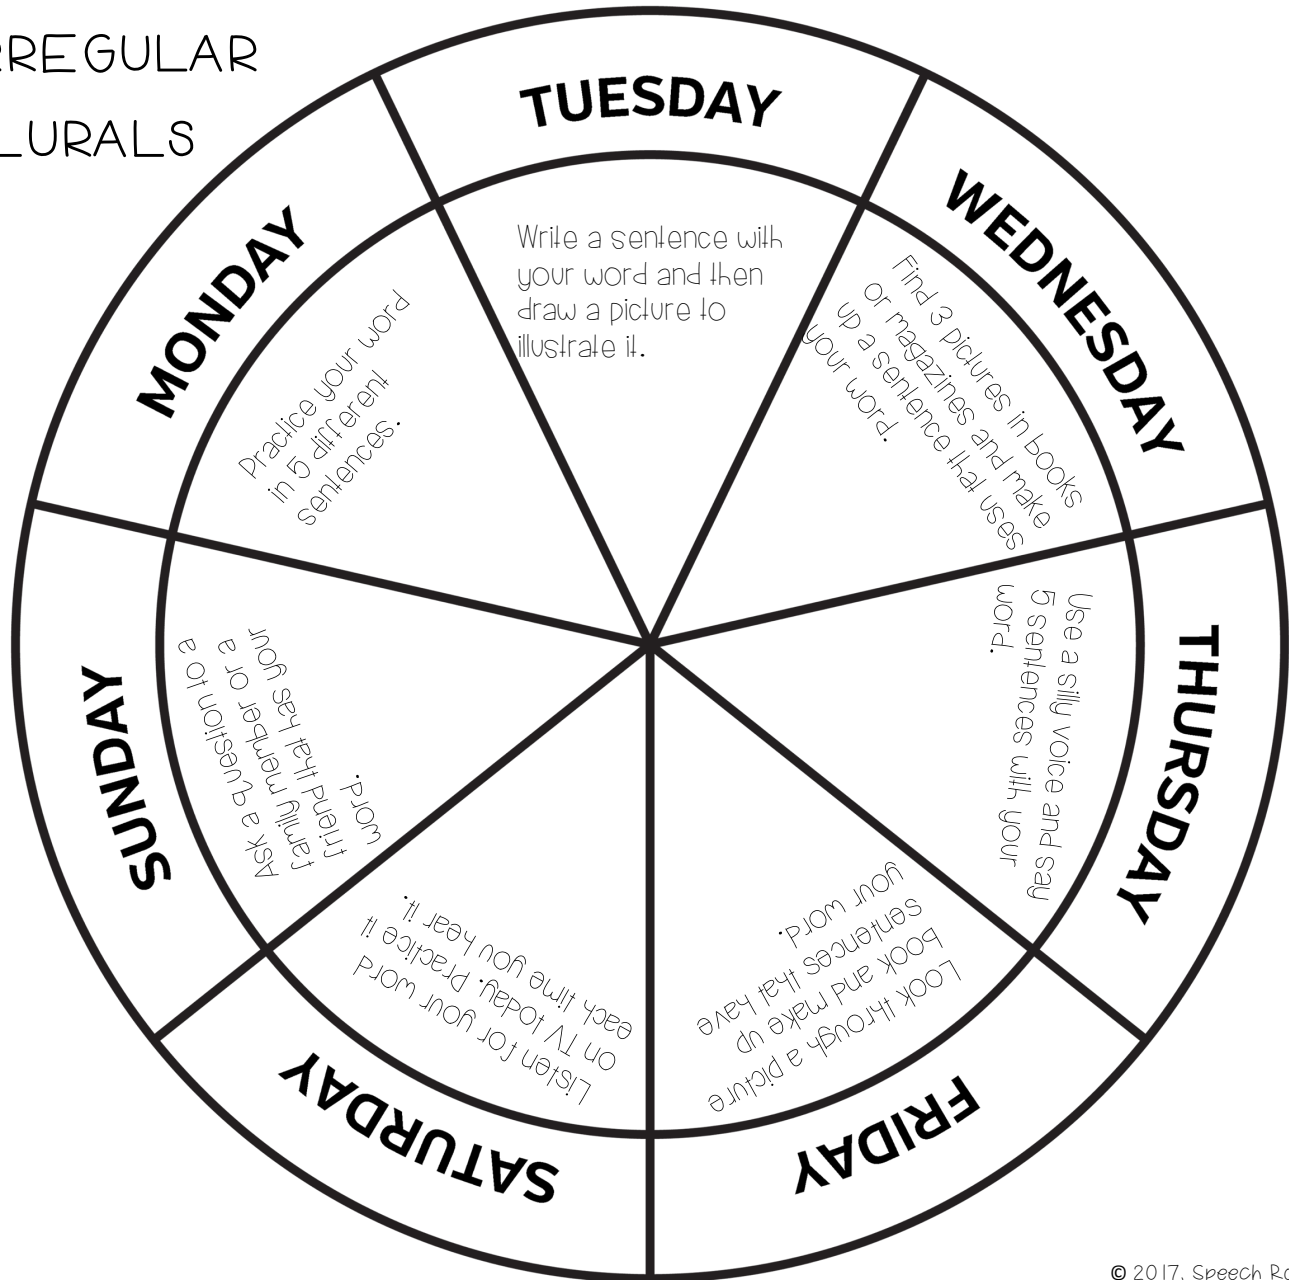 RREGULAR
LURALS
MONDAY
Practice your word
in 5 different
sentences.
TUESDAY
Write a sentence with
your word and then
draw a picture to
illustrate it.
WEDNESDAY
Find 3 pictures in books
or magazines and make
up a sentence that uses
your word.
THURSDAY
Use a silly voice and say
5 sentences with your
word.
FRIDAY
Look through a picture
book and make up
sentences that have
your word.
SATURDAY
Listen for your word
on TV today. Practice it
each time you hear it.
SUNDAY
Ask a question to a
family member or a
friend that has your
word.
© 2017, Speech Ro